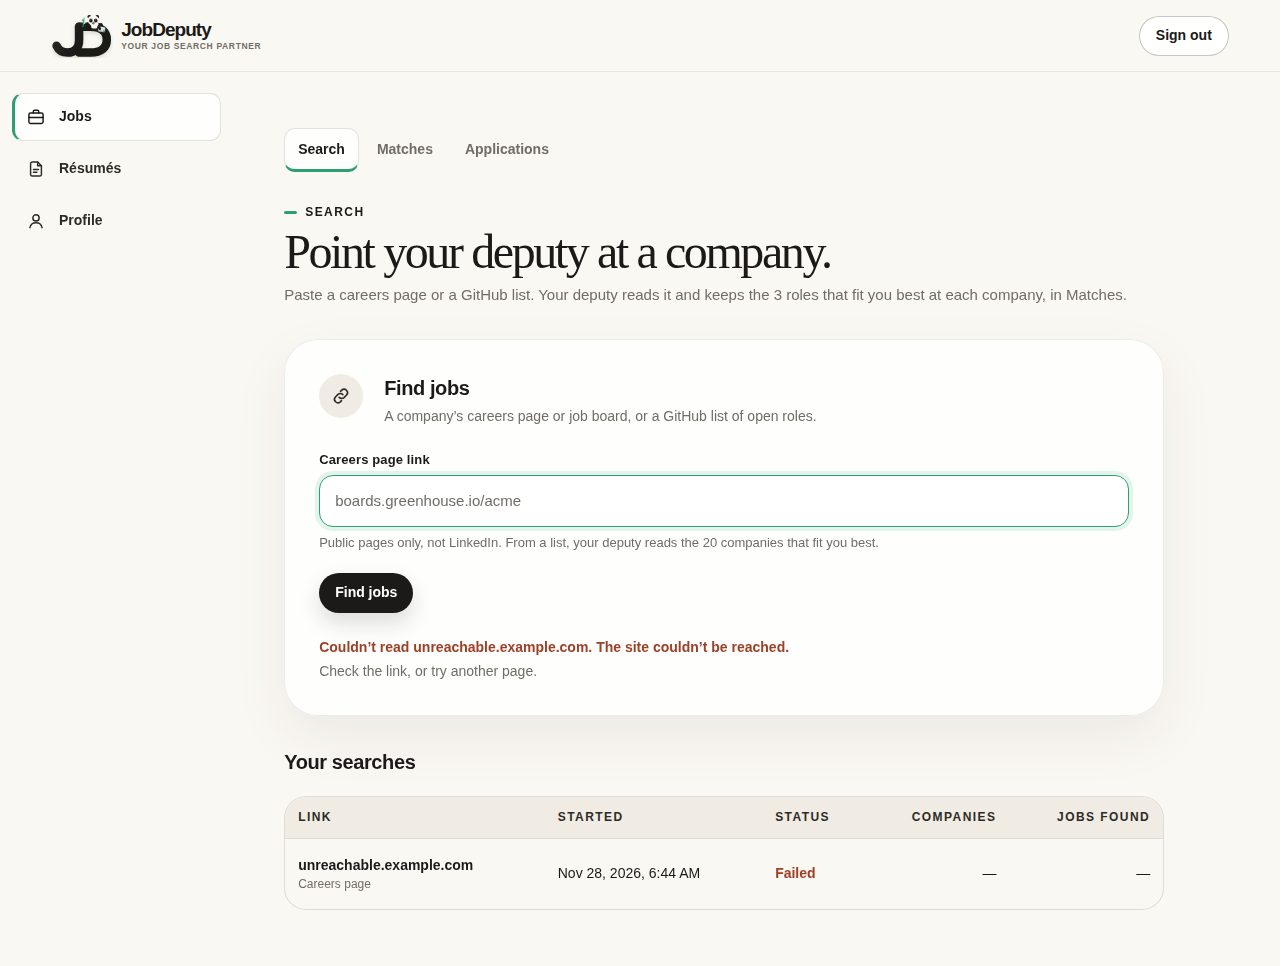 JobDeputy
YOUR JOB SEARCH PARTNER
Sign out
Jobs
Résumés
Profile
Search
Matches
Applications
SEARCH
Point your deputy at a company.
Paste a careers page or a GitHub list. Your deputy reads it and keeps the 3 roles that fit you best at each company, in Matches.
Find jobs
A company’s careers page or job board, or a GitHub list of open roles.
Careers page link
boards.greenhouse.io/acme
Public pages only, not LinkedIn. From a list, your deputy reads the 20 companies that fit you best.
Find jobs
Couldn’t read unreachable.example.com. The site couldn’t be reached.
Check the link, or try another page.
Your searches
LINK STARTED STATUS COMPANIES JOBS FOUND
unreachable.example.com
Careers page
Nov 28, 2026, 6:44 AM Failed — —